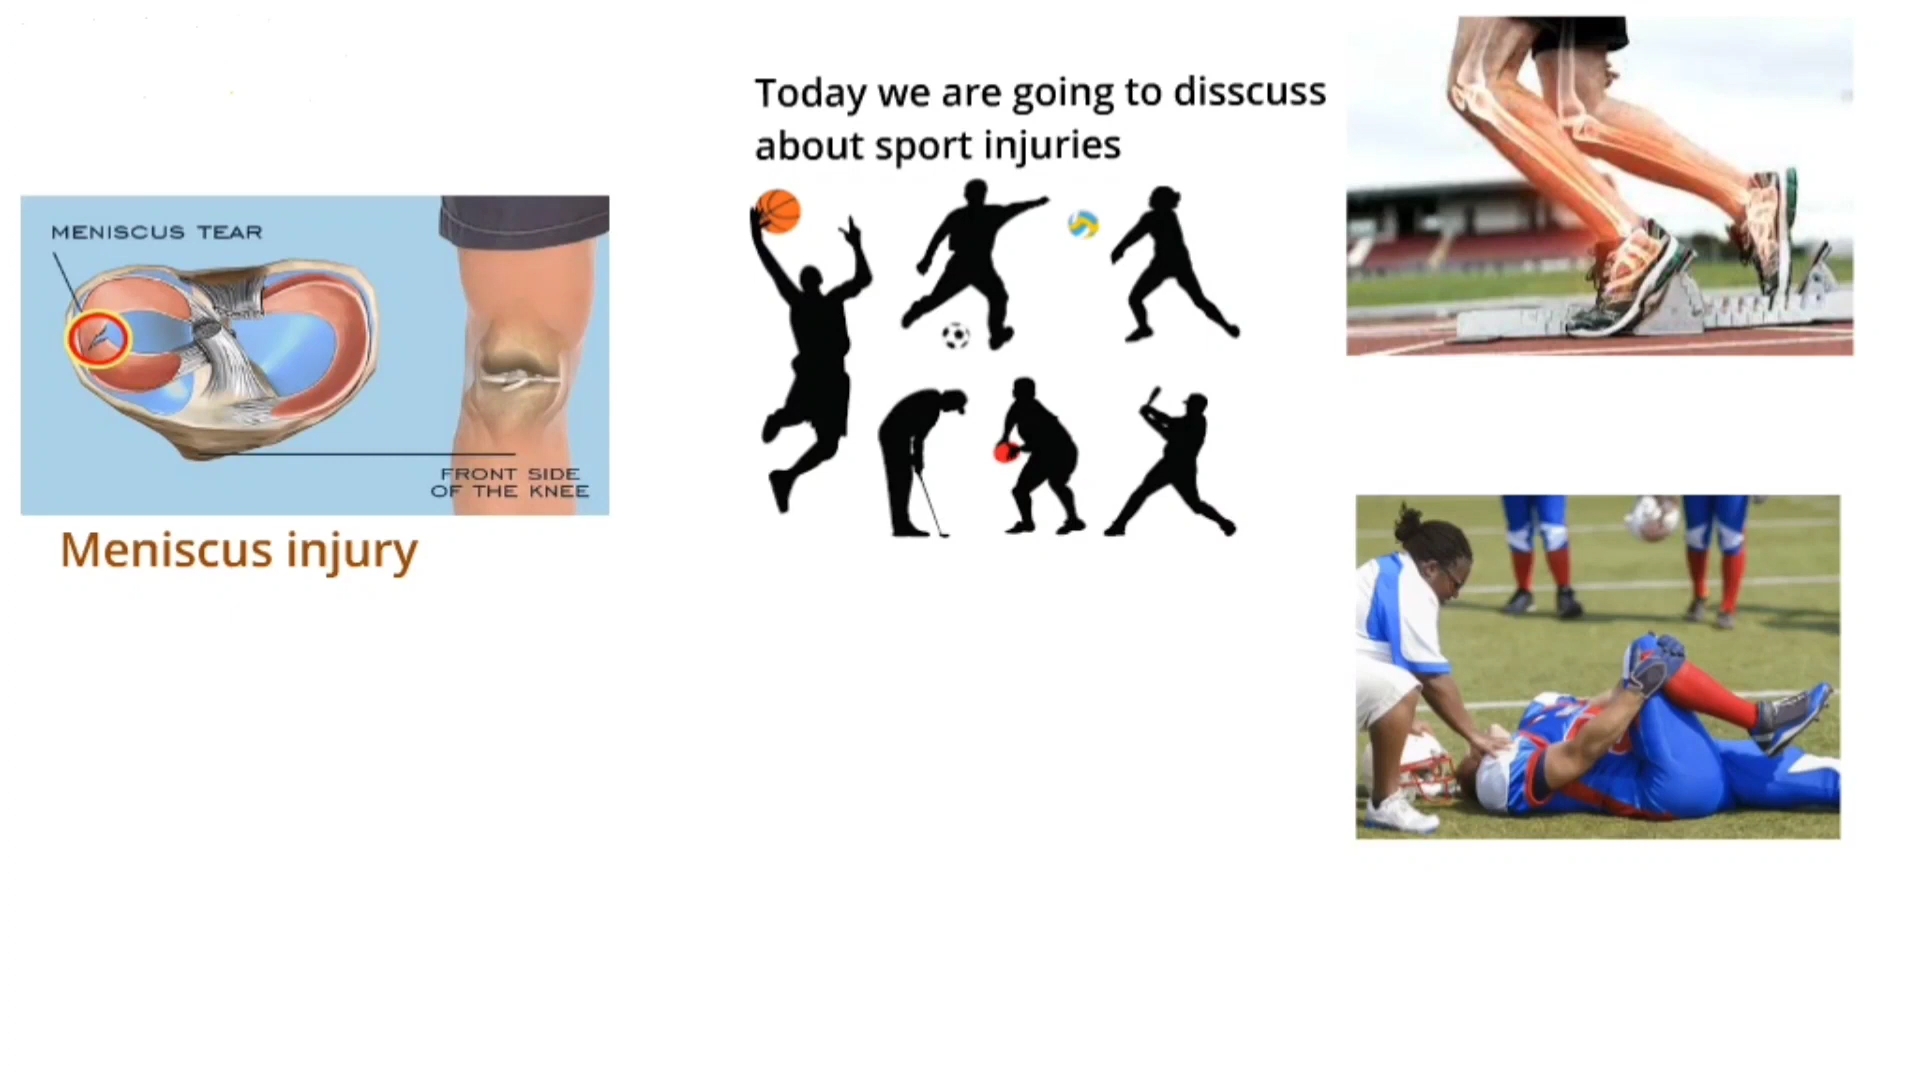 Today we are going to disscuss
about sport injuries
MENISCUS TEAR
FRONT SIDE
OF THE KNEE
Meniscus injury